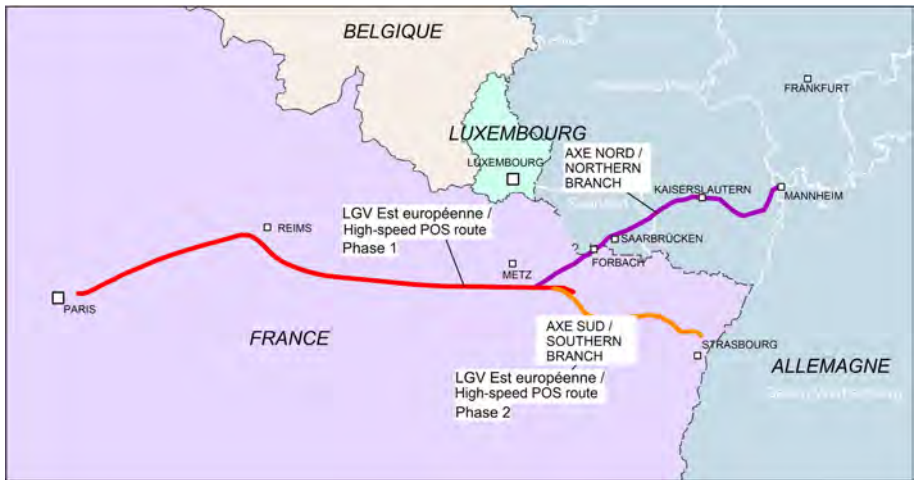 BELGIQUE
FRANKFURT
LUXEMBOURG
LUXEMBOURG
AXE NORD /
NORTHERN
BRANCH
KAISERSLAUTERN
MANNHEIM
LGV Est européenne /
High-speed POS route
Phase 1
REIMS
SAARBRÜCKEN
FORBACH
METZ
PARIS
FRANCE
AXE SUD /
SOUTHERN
BRANCH
STRASBOURG
ALLEMAGNE
LGV Est européenne /
High-speed POS route
Phase 2